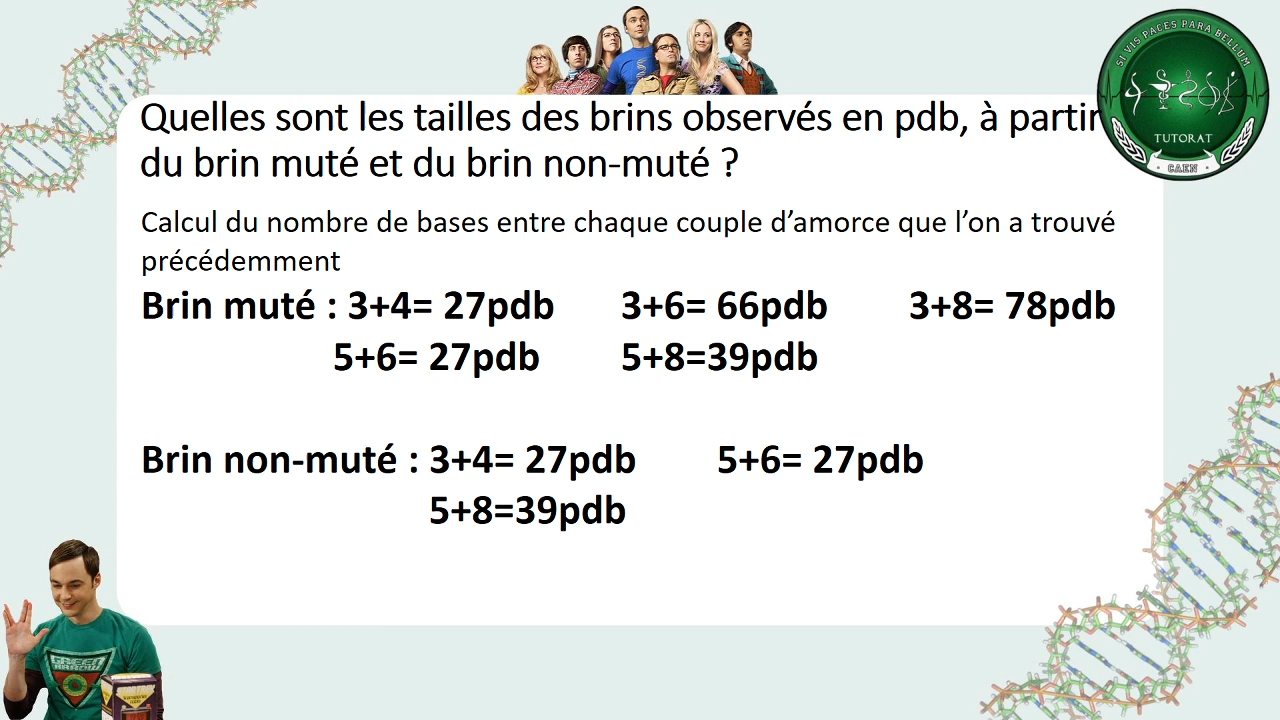 SI VIS PACES PARA BELLUM
TUTORAT
CAEN
Quelles sont les tailles des brins observés en pdb, à partir
du brin muté et du brin non-muté ?
Calcul du nombre de bases entre chaque couple d’amorce que l’on a trouvé
précédemment
Brin muté : 3+4= 27pdb 3+6= 66pdb 3+8= 78pdb
5+6= 27pdb 5+8=39pdb
Brin non-muté : 3+4= 27pdb 5+6= 27pdb
5+8=39pdb
GREEN
ARROW